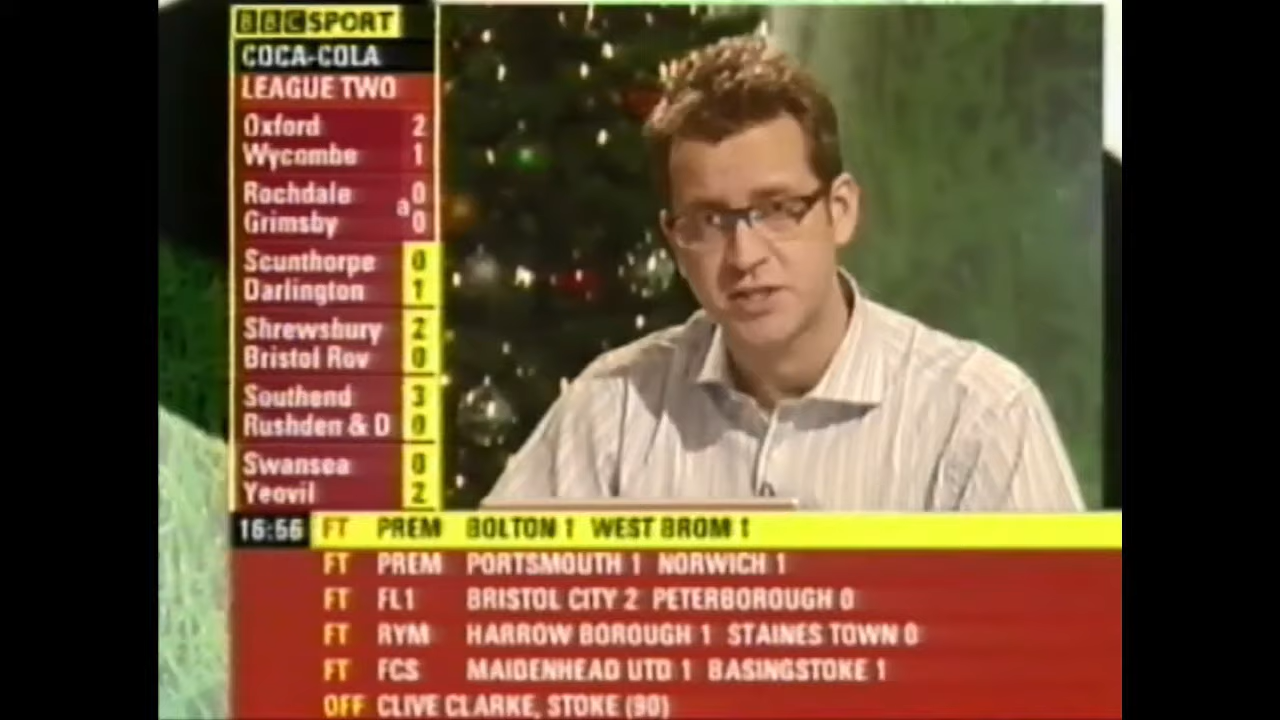 BBC SPORT
COCA-COLA
LEAGUE TWO
Oxford 2
Wycombe 1
Rochdale 0
a
Grimsby 0
Scunthorpe 0
Darlington 1
Shrewsbury 2
Bristol Rov 0
Southend 3
Rushden & D 0
Swansea 0
Yeovil 2
16:56 FT PREM BOLTON 1 WEST BROM 1
FT PREM PORTSMOUTH 1 NORWICH 1
FT FL1 BRISTOL CITY 2 PETERBOROUGH 0
FT RYM HARROW BOROUGH 1 STAINES TOWN 0
FT FCS MAIDENHEAD UTD 1 BASINGSTOKE 1
OFF CLIVE CLARKE, STOKE (90)